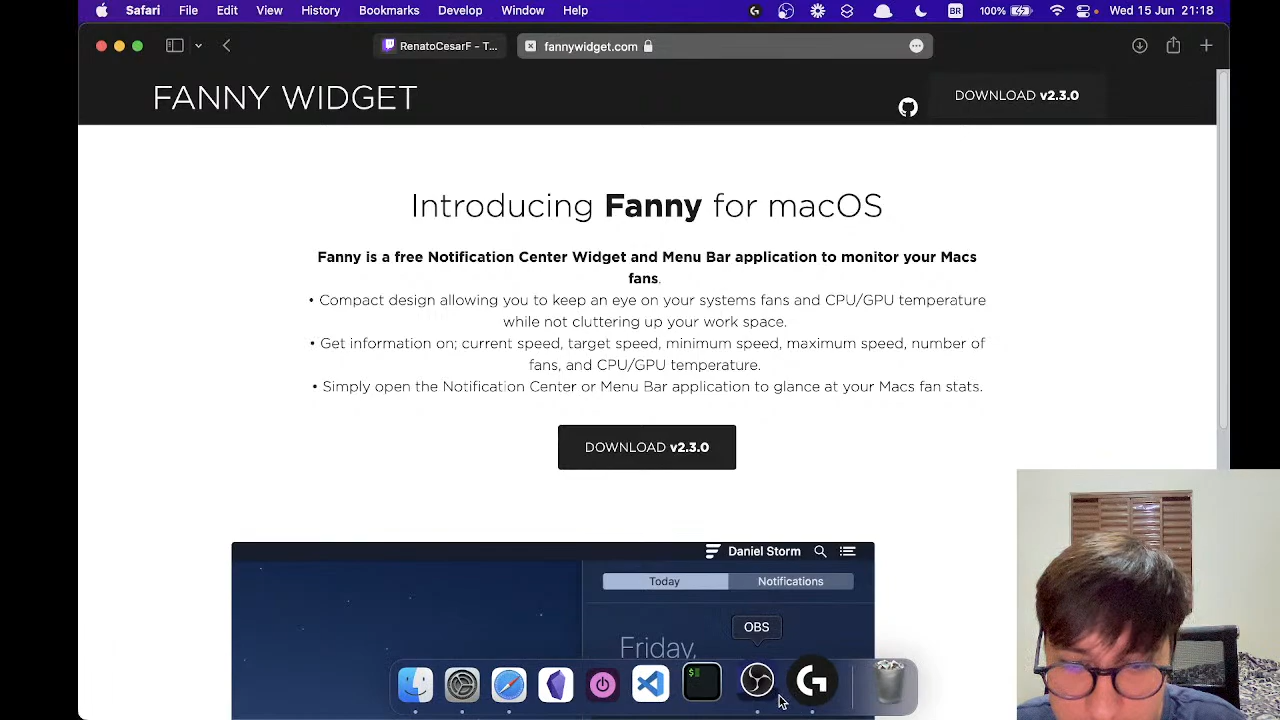 Safari File Edit View History Bookmarks Develop Window Help BR 100% Wed 15 Jun 21:18
RenatoCesarF - T... fannywidget.com
FANNY WIDGET
DOWNLOAD v2.3.0
Introducing Fanny for macOS
Fanny is a free Notification Center Widget and Menu Bar application to monitor your Macs
fans.
• Compact design allowing you to keep an eye on your systems fans and CPU/GPU temperature
while not cluttering up your work space.
• Get information on; current speed, target speed, minimum speed, maximum speed, number of
fans, and CPU/GPU temperature.
• Simply open the Notification Center or Menu Bar application to glance at your Macs fan stats.
DOWNLOAD v2.3.0
Daniel Storm
Today Notifications
OBS
Friday,